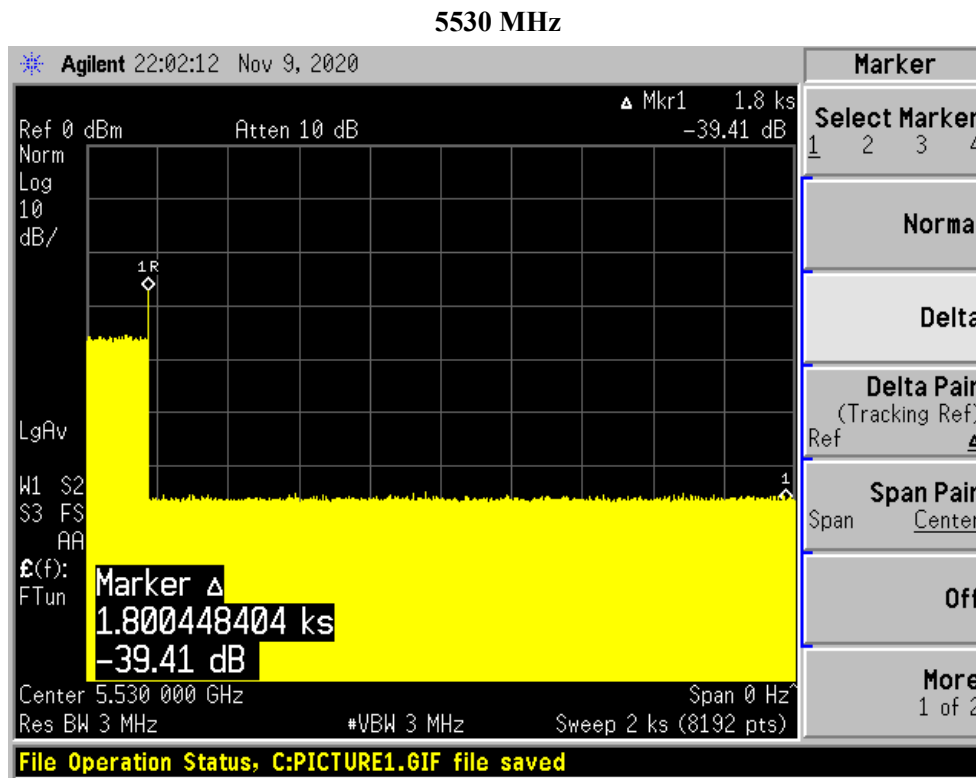 5530 MHz
Agilent 22:02:12 Nov 9, 2020
Marker
Δ Mkr1 1.8 ks
Ref 0 dBm Atten 10 dB -39.41 dB
Norm
Log
10
dB/
1R
LgAv
1
W1 S2
S3 FS
AA
£(f):
FTun
Marker Δ
1.800448404 ks
-39.41 dB
Center 5.530 000 GHz Span 0 Hz^
Res BW 3 MHz #VBW 3 MHz Sweep 2 ks (8192 pts)
File Operation Status, C:PICTURE1.GIF file saved
Select Marker
1 2 3 4
Norma
Delta
Delta Pair
(Tracking Ref)
Ref Δ
Span Pair
Span Center
Off
More
1 of 2